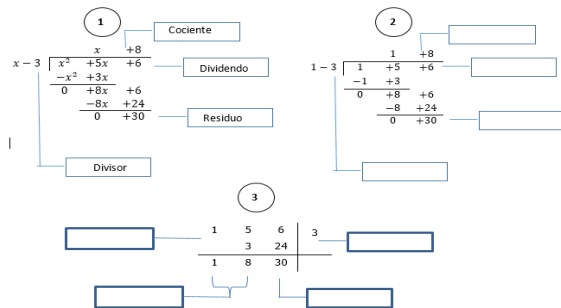 1
Cociente
x +8
x − 3 x² +5x +6
Dividendo
−x² +3x
0 +8x +6
−8x +24
0 +30
Residuo
Divisor
2
1 +8
1 − 3 1 +5 +6
−1 +3
0 +8 +6
−8 +24
0 +30
3
1 5 6 3
3 24
1 8 30